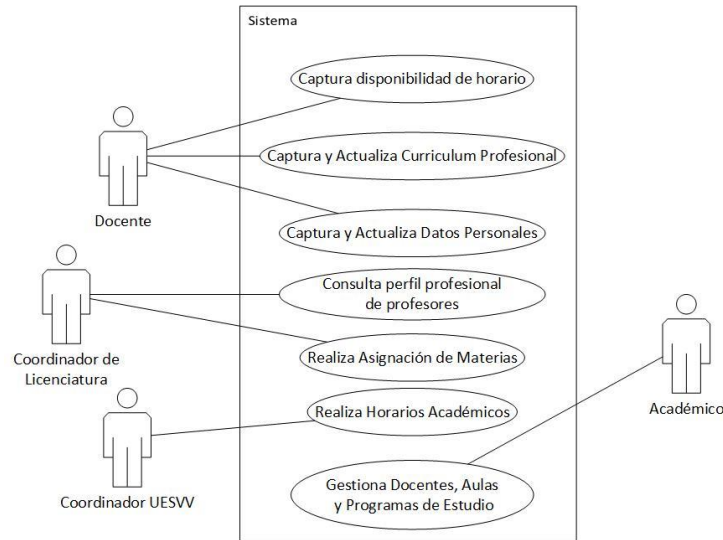 Sistema
Captura disponibilidad de horario
Captura y Actualiza Curriculum Profesional
Docente
Captura y Actualiza Datos Personales
Consulta perfil profesional
de profesores
Coordinador de
Licenciatura
Realiza Asignación de Materias
Académico
Realiza Horarios Académicos
Coordinador UESVV
Gestiona Docentes, Aulas
y Programas de Estudio